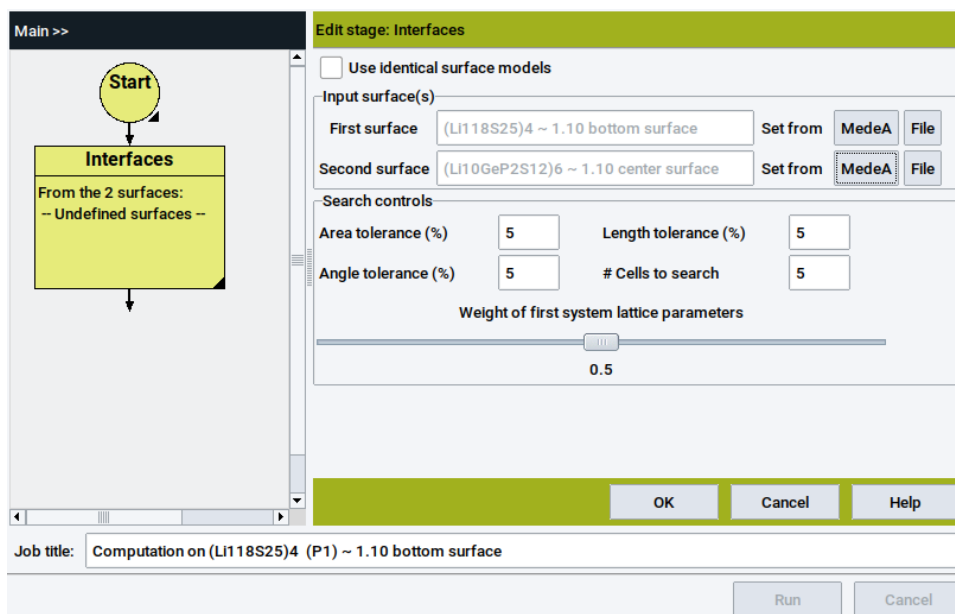 Main >>
Start
Interfaces
From the 2 surfaces:
-- Undefined surfaces --
Edit stage: Interfaces
Use identical surface models
Input surface(s)
First surface (Li118S25)4 ~ 1.10 bottom surface Set from MedeA File
Second surface (Li10GeP2S12)6 ~ 1.10 center surface Set from MedeA File
Search controls
Area tolerance (%) 5 Length tolerance (%) 5
Angle tolerance (%) 5 # Cells to search 5
Weight of first system lattice parameters
0.5
OK Cancel Help
Job title: Computation on (Li118S25)4 (P1) ~ 1.10 bottom surface
Run Cancel